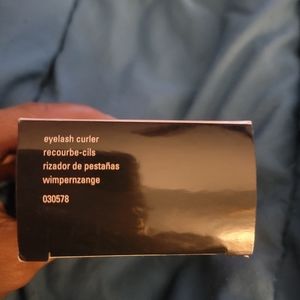 eyelash curler
recourbe-cils
rizador de pestañas
wimpernzange
030578